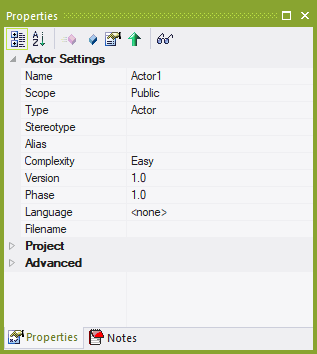 Properties
A
Z
Actor Settings
Name Actor1
Scope Public
Type Actor
Stereotype
Alias
Complexity Easy
Version 1.0
Phase 1.0
Language <none>
Filename
Project
Advanced
Properties Notes